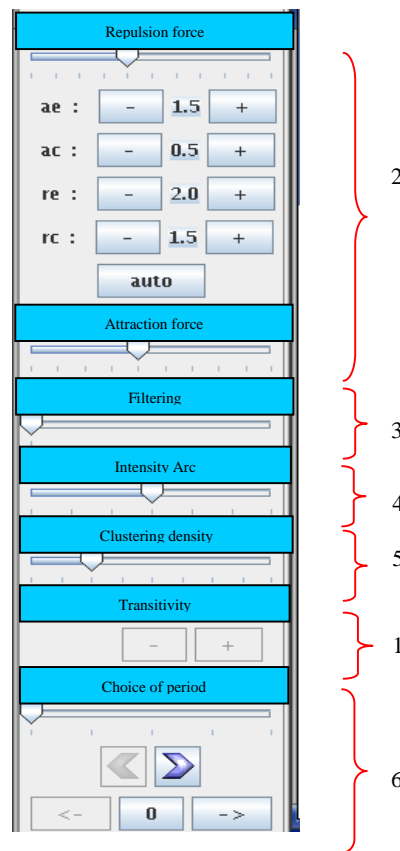 Repulsion force
ae : - 1.5 +
ac : - 0.5 +
re : - 2.0 +
rc : - 1.5 +
auto
Attraction force
2
Filtering
3
Intensity Arc
4
Clustering density
5
Transitivity
- +
1
Choice of period
<- 0 ->
6